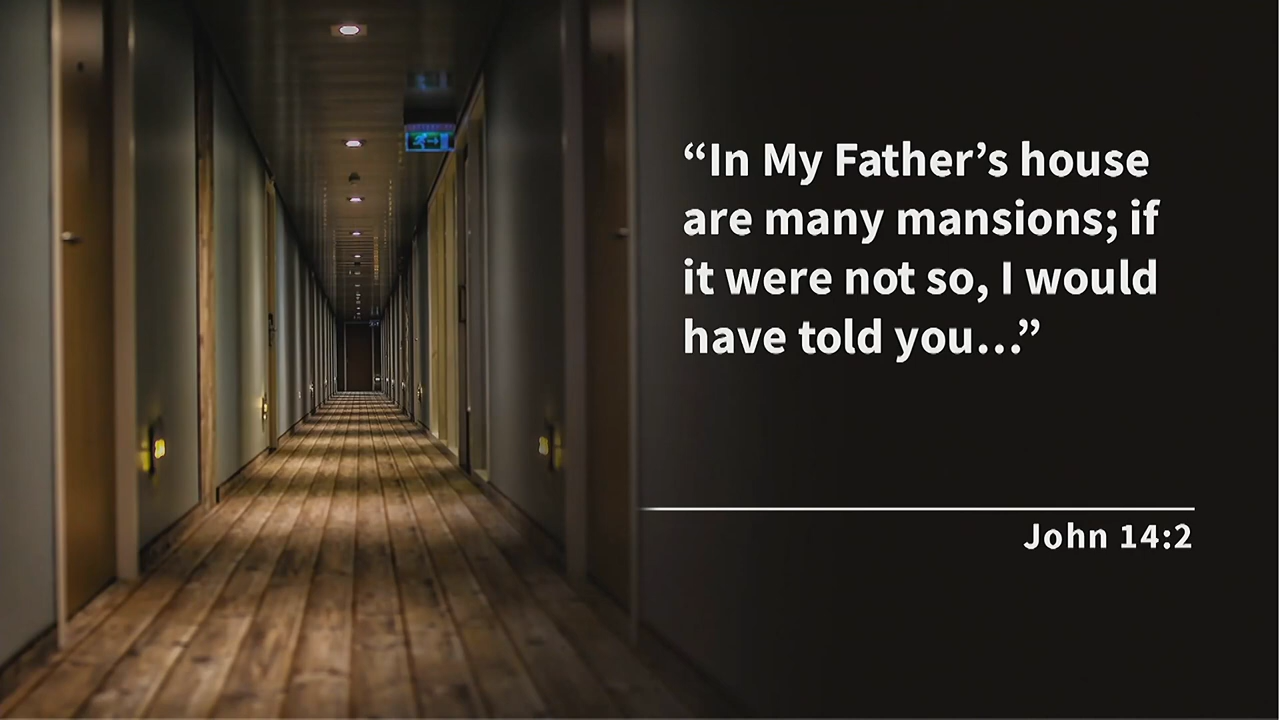 “In My Father’s house
are many mansions; if
it were not so, I would
have told you...”
John 14:2